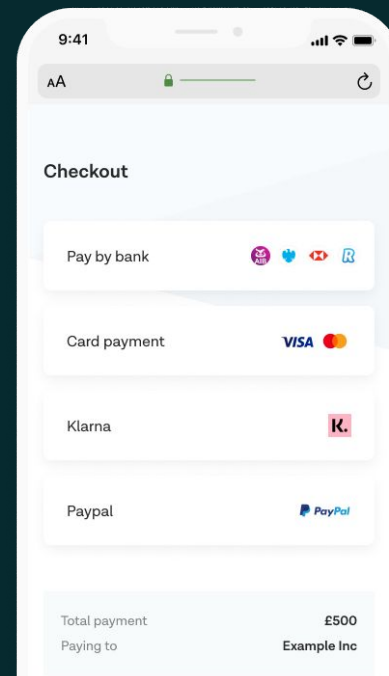 9:41
AA
Checkout
Pay by bank AIB R
Card payment VISA
Klarna K.
Paypal PayPal
Total payment £500
Paying to Example Inc